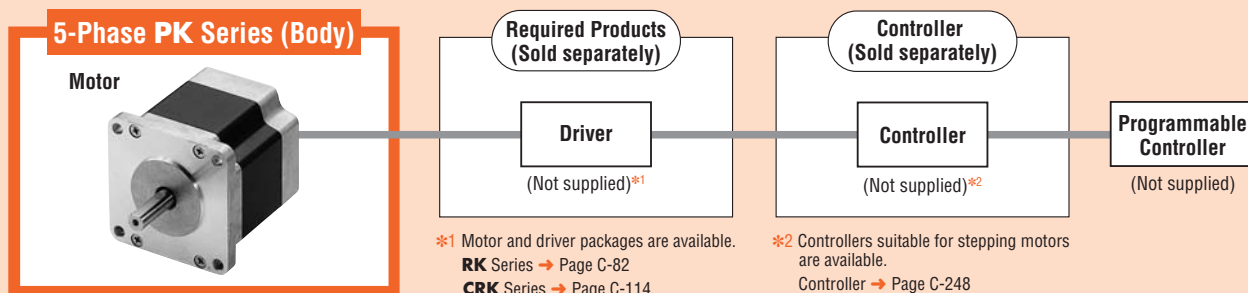 5-Phase PK Series (Body)
Motor
Required Products
(Sold separately)
Driver
(Not supplied)*1
*1 Motor and driver packages are available.
RK Series → Page C-82
CRK Series → Page C-114
Controller
(Sold separately)
Controller
(Not supplied)*2
*2 Controllers suitable for stepping motors
are available.
Controller → Page C-248
Programmable
Controller
(Not supplied)